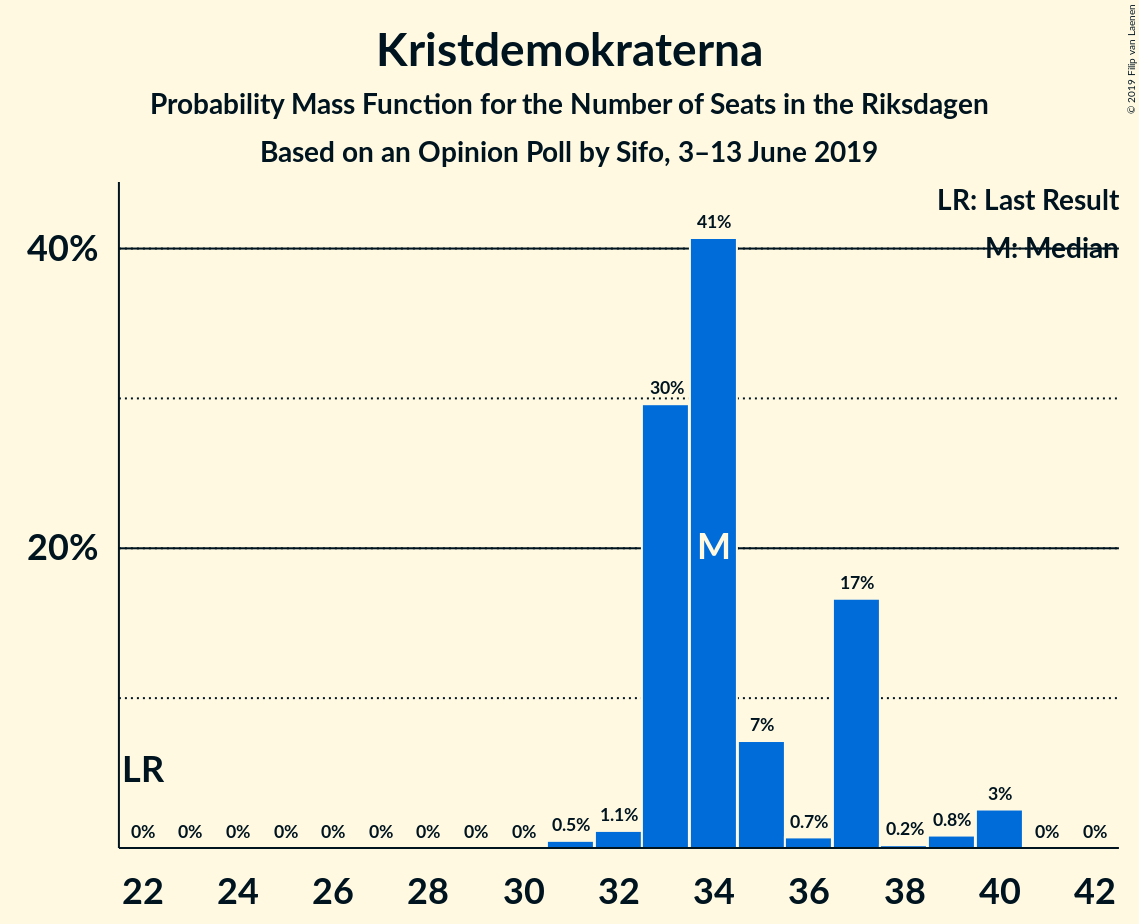 Kristdemokraterna
Probability Mass Function for the Number of Seats in the Riksdagen
Based on an Opinion Poll by Sifo, 3–13 June 2019
© 2019 Filip van Laenen
LR: Last Result
M: Median
40%
20%
41%
30%
M
17%
7%
LR
0% 0% 0% 0% 0% 0% 0% 0% 0% 0.5% 1.1% 0.7% 0.2% 0.8% 3% 0% 0%
22 24 26 28 30 32 34 36 38 40 42